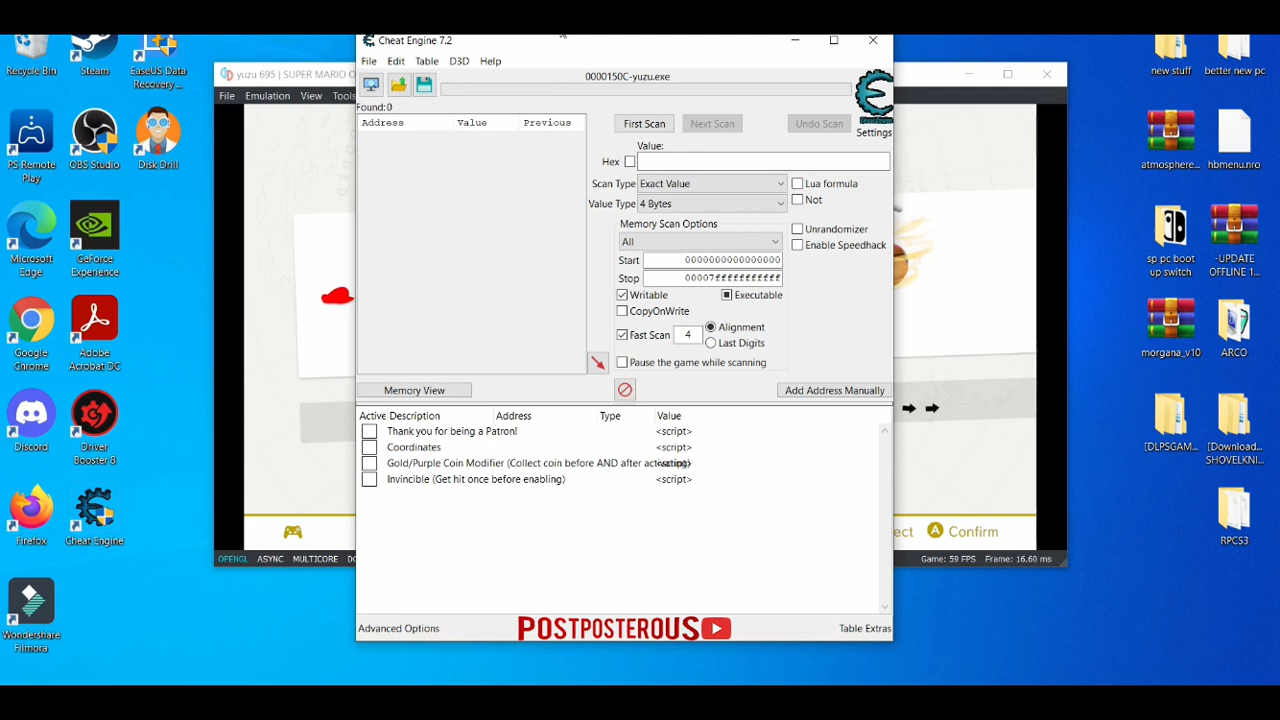 Recycle Bin
Steam
EaseUS Data
Recovery ...
PS Remote
Play
OBS Studio
Disk Drill
Microsoft
Edge
GeForce
Experience
Google
Chrome
Adobe
Acrobat DC
Discord
Driver
Booster 8
Firefox
Cheat Engine
Wondershare
Filmora
yuzu 695 | SUPER MARIO O
File Emulation View Tools
Cheat Engine 7.2
File Edit Table D3D Help
0000150C-yuzu.exe
Found:0
Address Value Previous
First Scan Next Scan Undo Scan
Settings
Value:
Hex
Scan Type Exact Value
Lua formula
Value Type 4 Bytes
Not
Memory Scan Options
All
Unrandomizer
Enable Speedhack
Start 0000000000000000
Stop 00007fffffffffff
Writable Executable
CopyOnWrite
Fast Scan 4 Alignment
Last Digits
Pause the game while scanning
Memory View
Add Address Manually
Active Description Address Type Value
Thank you for being a Patron! <script>
Coordinates <script>
Gold/Purple Coin Modifier (Collect coin before AND after <script>
Invincible (Get hit once before enabling) <script>
Advanced Options
POSTPOSTEROUS
Table Extras
ect A Confirm
OPENGL ASYNC MULTICORE
Game: 59 FPS Frame: 16.60 ms
new stuff
better new pc
atmosphere...
hbmenu.nro
sp pc boot
up switch
-UPDATE
OFFLINE 1...
morgana_v10
ARCO
[DLPSGAM...
[Download...
SHOVELKNI...
RPCS3